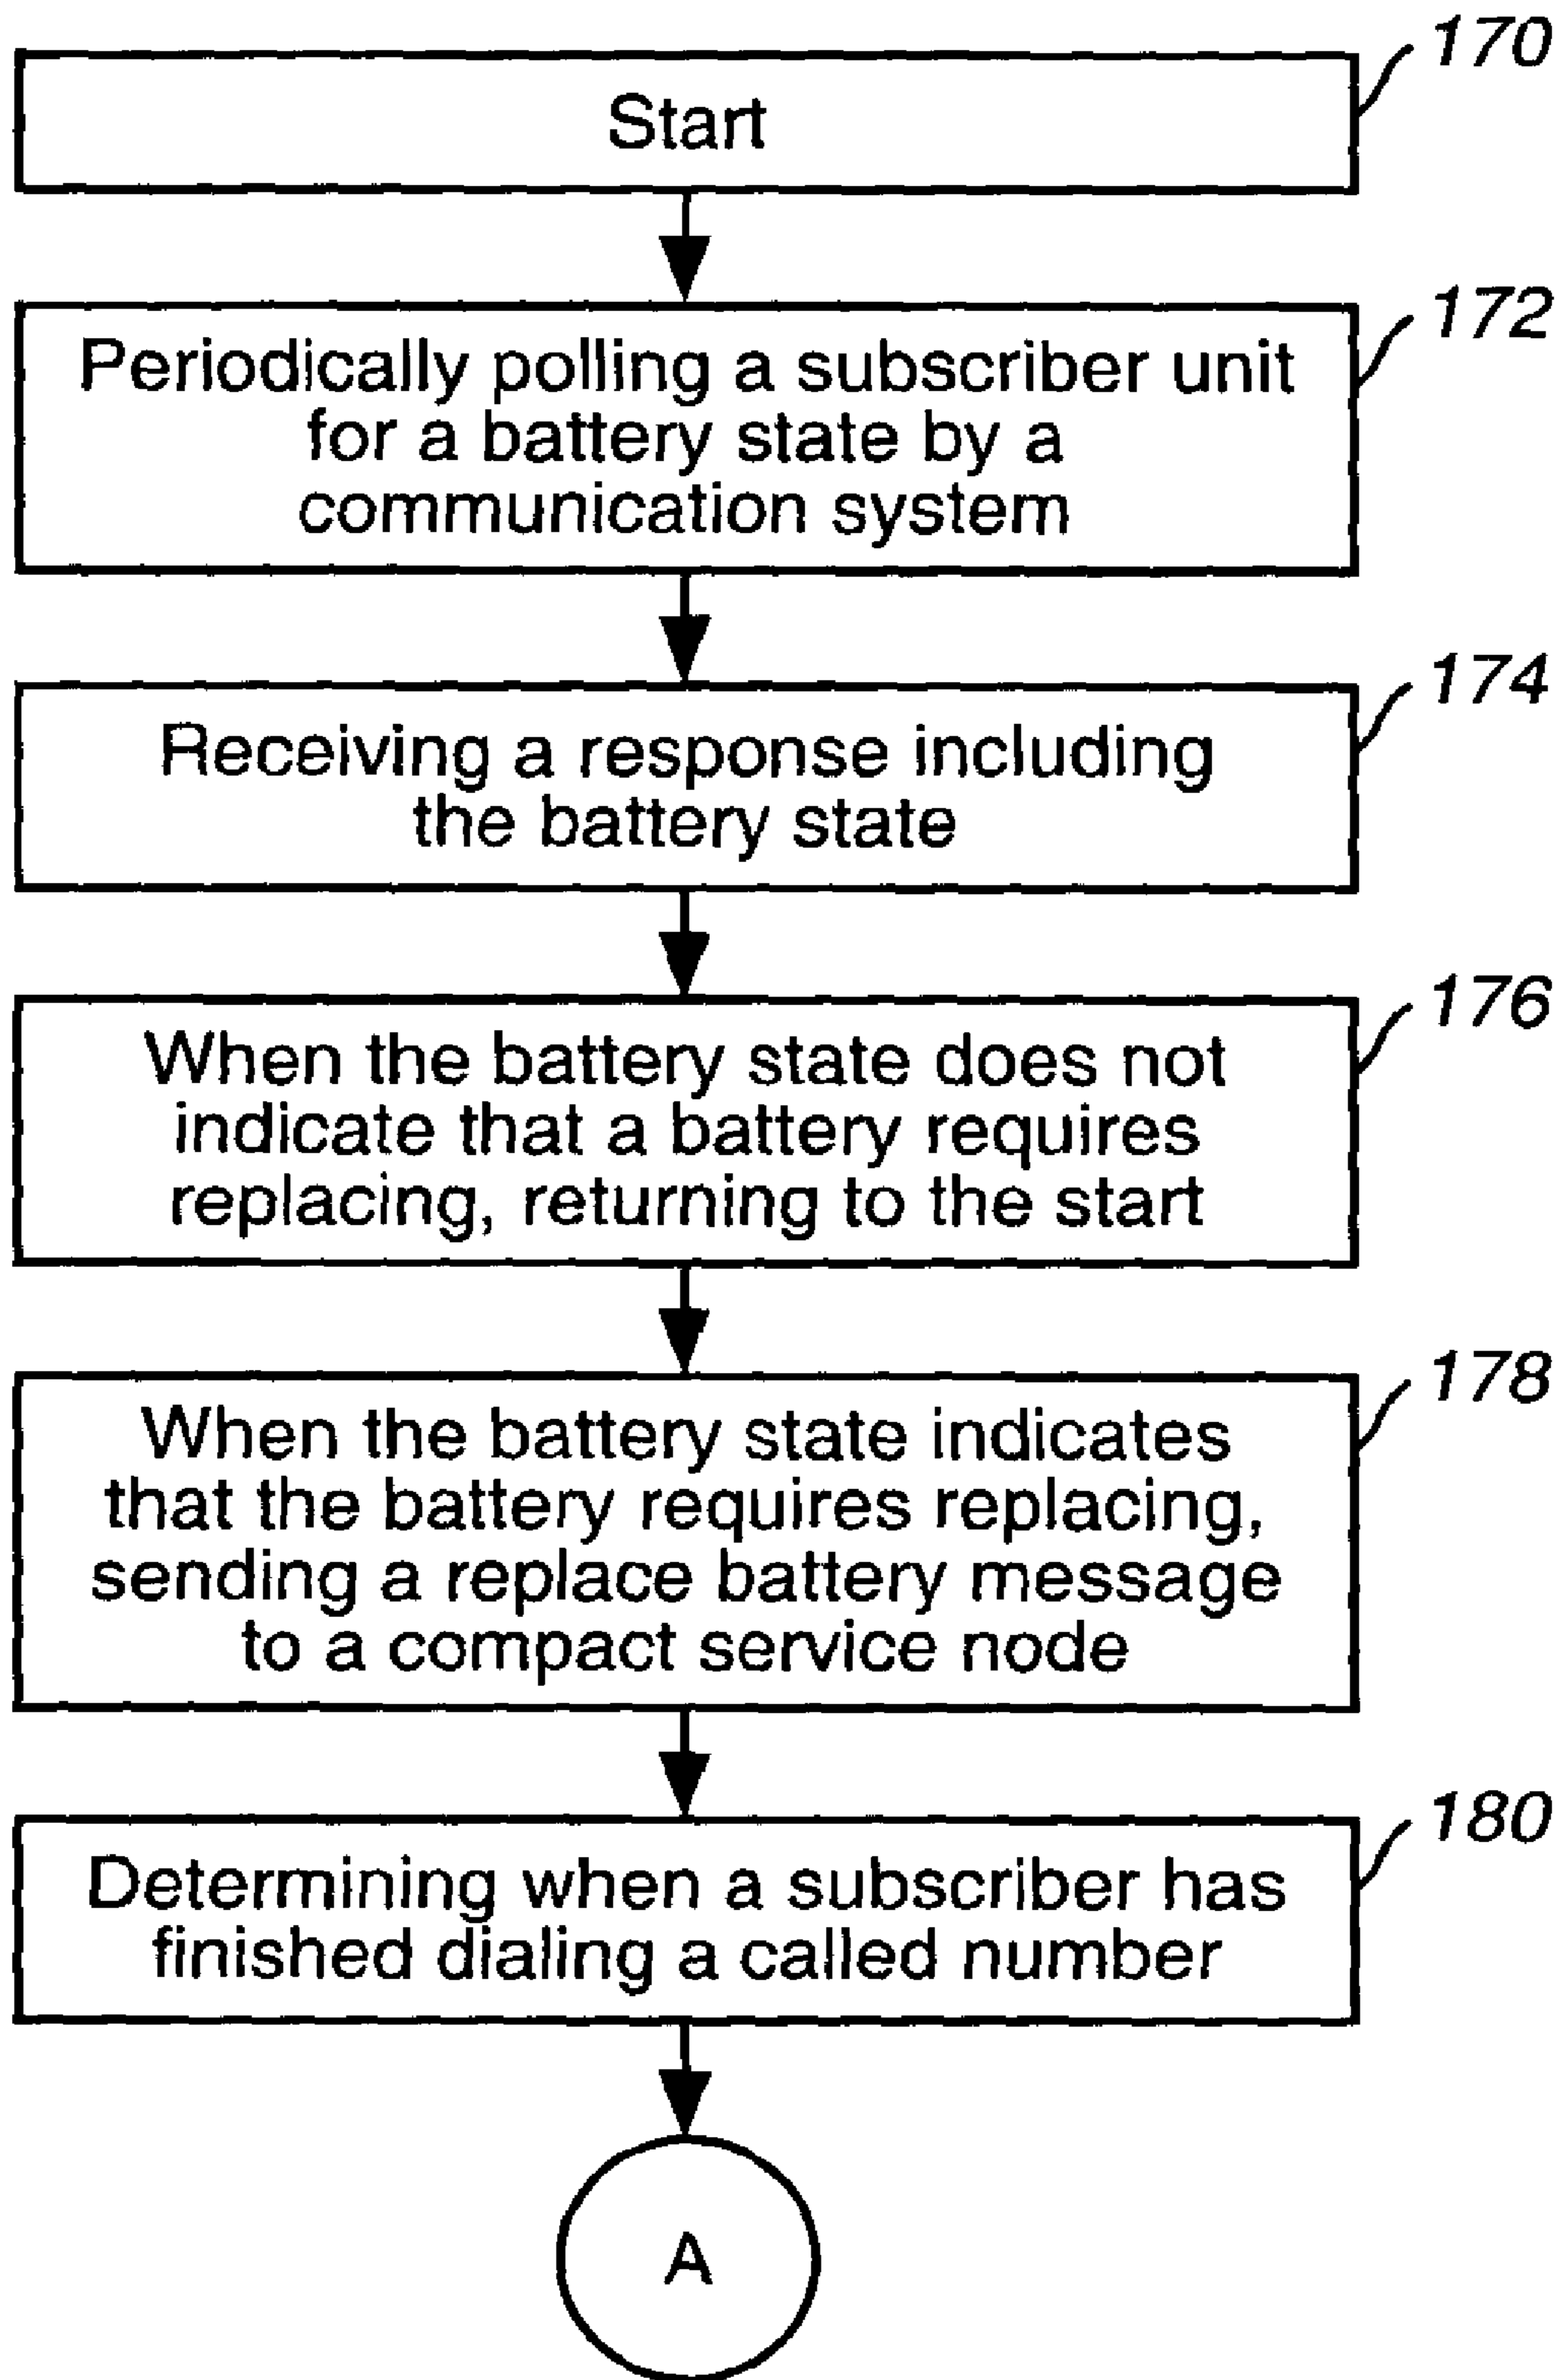 170
Start
172
Periodically polling a subscriber unit
for a battery state by a
communication system
174
Receiving a response including
the battery state
176
When the battery state does not
indicate that a battery requires
replacing, returning to the start
178
When the battery state indicates
that the battery requires replacing,
sending a replace battery message
to a compact service node
180
Determining when a subscriber has
finished dialing a called number
A